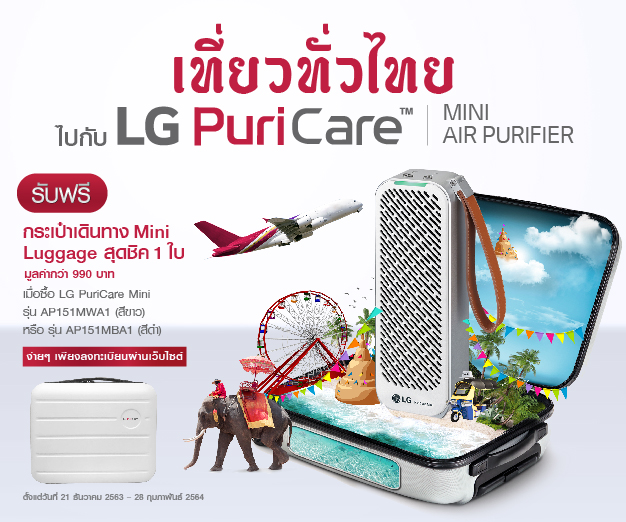 เที่ยวทั่วไทย
ไปกับ LG PuriCare™ MINI AIR PURIFIER
รับฟรี
กระเป๋าเดินทาง Mini
Luggage สุดชิค 1 ใบ
มูลค่ากว่า 990 บาท
เมื่อซื้อ LG PuriCare Mini
รุ่น AP151MWA1 (สีขาว)
หรือ รุ่น AP151MBA1 (สีดำ)
ง่ายๆ เพียงลงทะเบียนผ่านเว็บไซต์
LG
ตั้งแต่วันที่ 21 ธันวาคม 2563 - 28 กุมภาพันธ์ 2564